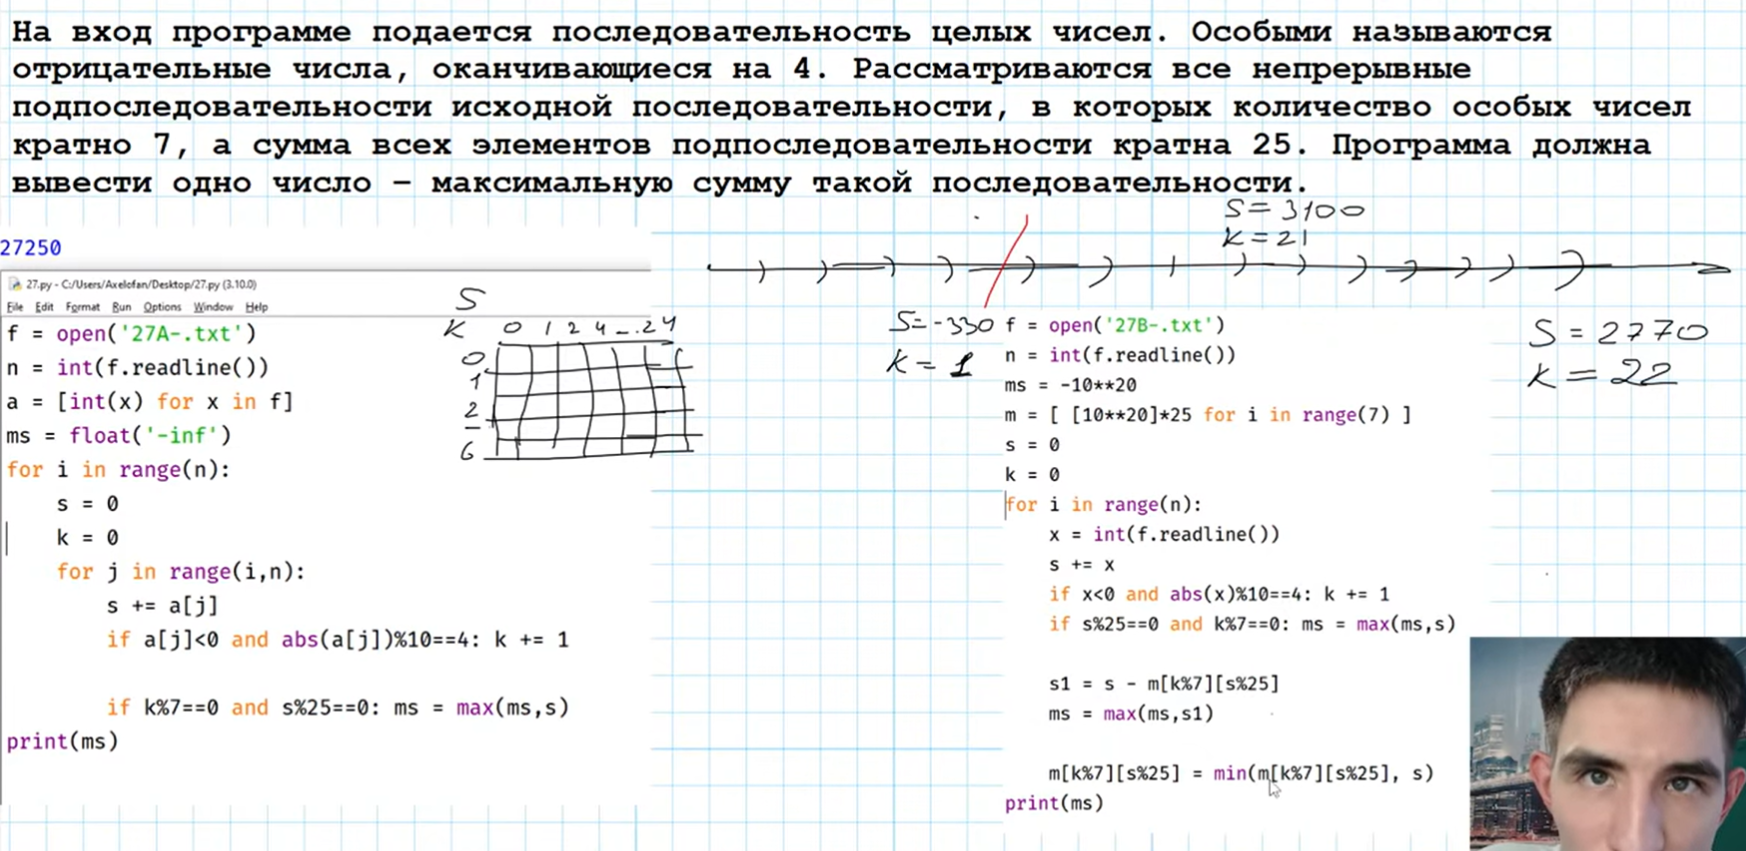 На вход программе подается последовательность целых чисел. Особыми называются
отрицательные числа, оканчивающиеся на 4. Рассматриваются все непрерывные
подпоследовательности исходной последовательности, в которых количество особых чисел
кратно 7, а сумма всех элементов подпоследовательности кратна 25. Программа должна
вывести одно число – максимальную сумму такой последовательности.
S = 3100
K = 21
27250
27.py - C:/Users/Axelofan/Desktop/27.py (3.10.0)
File Edit Format Run Options Window Help
f = open('27A-.txt')
n = int(f.readline())
a = [int(x) for x in f]
ms = float('-inf')
for i in range(n):
    s = 0
    k = 0
    for j in range(i,n):
        s += a[j]
        if a[j]<0 and abs(a[j])%10==4: k += 1
        if k%7==0 and s%25==0: ms = max(ms,s)
print(ms)
S
K 0 1 2 4 – .. 24
0
1
2
–
6
S = -330
K = 1
f = open('27B-.txt')
n = int(f.readline())
ms = -10**20
m = [ [10**20]*25 for i in range(7) ]
s = 0
k = 0
for i in range(n):
    x = int(f.readline())
    s += x
    if x<0 and abs(x)%10==4: k += 1
    if s%25==0 and k%7==0: ms = max(ms,s)
    s1 = s - m[k%7][s%25]
    ms = max(ms,s1)
    m[k%7][s%25] = min(m[k%7][s%25], s)
print(ms)
S = 2770
K = 22